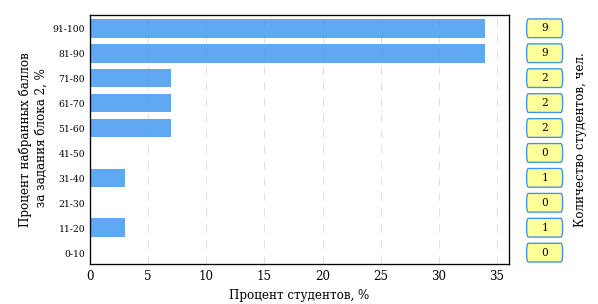 Процент набранных баллов
за задания блока 2, %
91-100 9
81-90 9
71-80 2
61-70 2
51-60 2
41-50 0
31-40 1
21-30 0
11-20 1
0-10 0
Количество студентов, чел.
0 5 10 15 20 25 30 35
Процент студентов, %